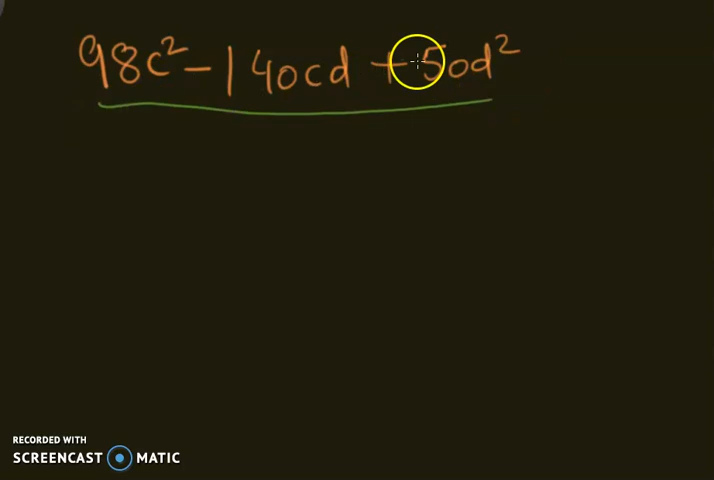 98c² - 140cd + 50d²
RECORDED WITH
SCREENCAST MATIC